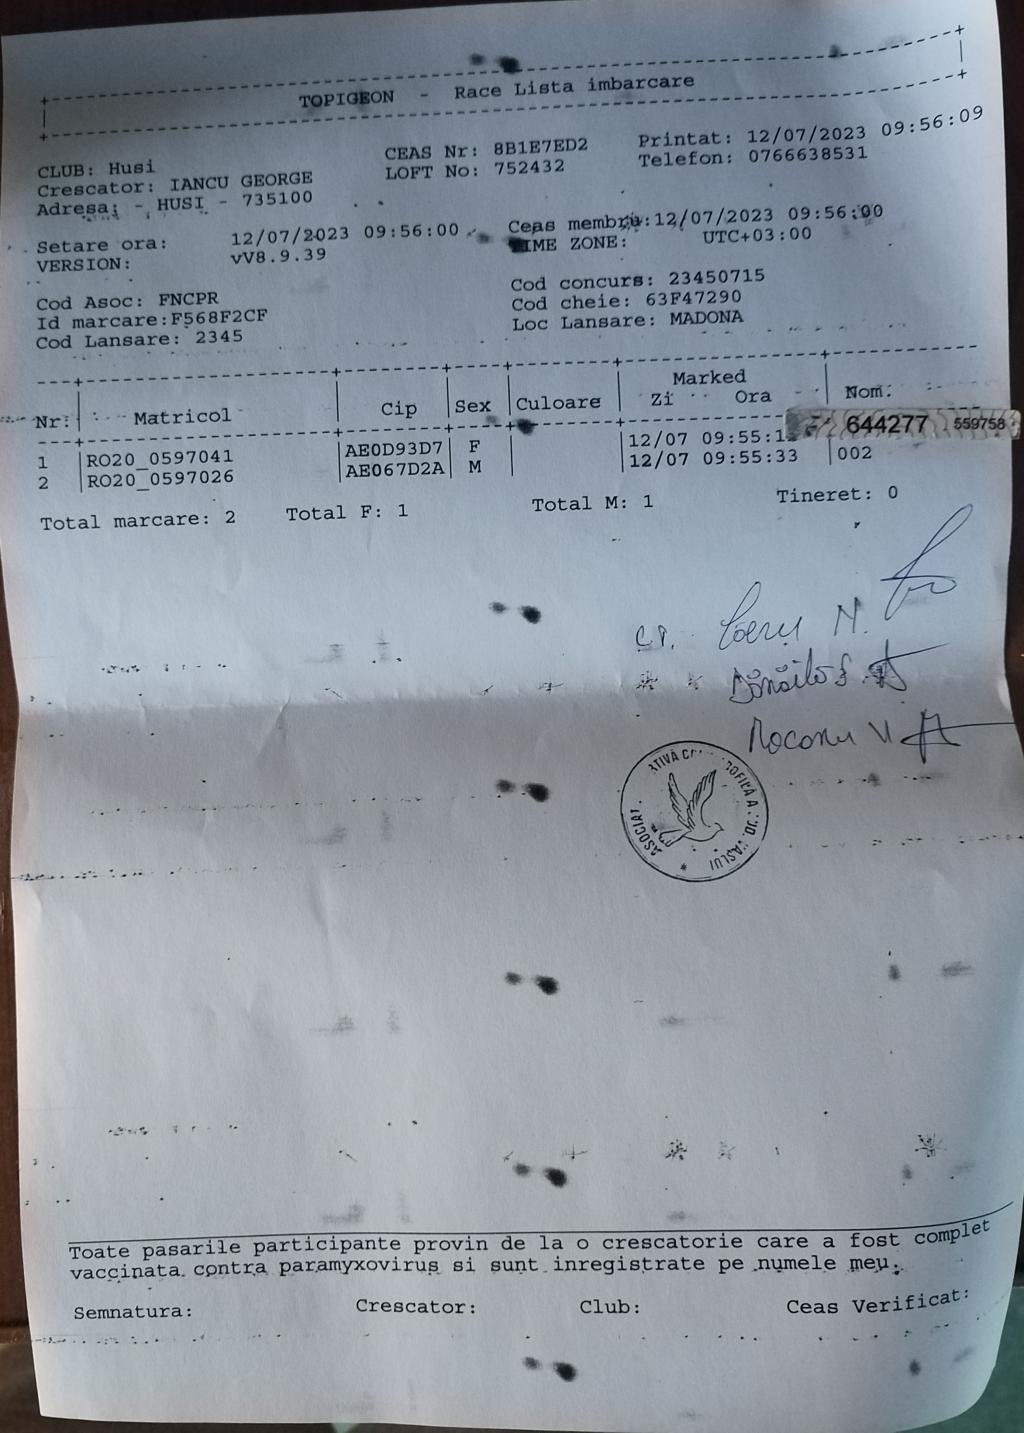 TOPIGEON - Race Lista imbarcare
CLUB: Husi CEAS Nr: 8B1E7ED2 Printat: 12/07/2023 09:56:09
Crescator: IANCU GEORGE LOFT No: 752432 Telefon: 0766638531
Adresa: - HUSI - 735100
Setare ora: 12/07/2023 09:56:00 Ceas membru:12/07/2023 09:56:00
VERSION: vV8.9.39 TIME ZONE: UTC+03:00
Cod Asoc: FNCPR Cod concurs: 23450715
Id marcare:F568F2CF Cod cheie: 63F47290
Cod Lansare: 2345 Loc Lansare: MADONA
Marked
Nr: Matricol Cip Sex Culoare Zi Ora Nom:
644277 559758
1 RO20_0597041 AE0D93D7 F 12/07 09:55:1
2 RO20_0597026 AE067D2A M 12/07 09:55:33 002
Total marcare: 2 Total F: 1 Total M: 1 Tineret: 0
M.
Mocanu V
ASOCIAT
A JUD. VASLUI
Toate pasarile participante provin de la o crescatorie care a fost complet
vaccinata contra paramyxovirus si sunt inregistrate pe numele meu.
Semnatura: Crescator: Club: Ceas Verificat: